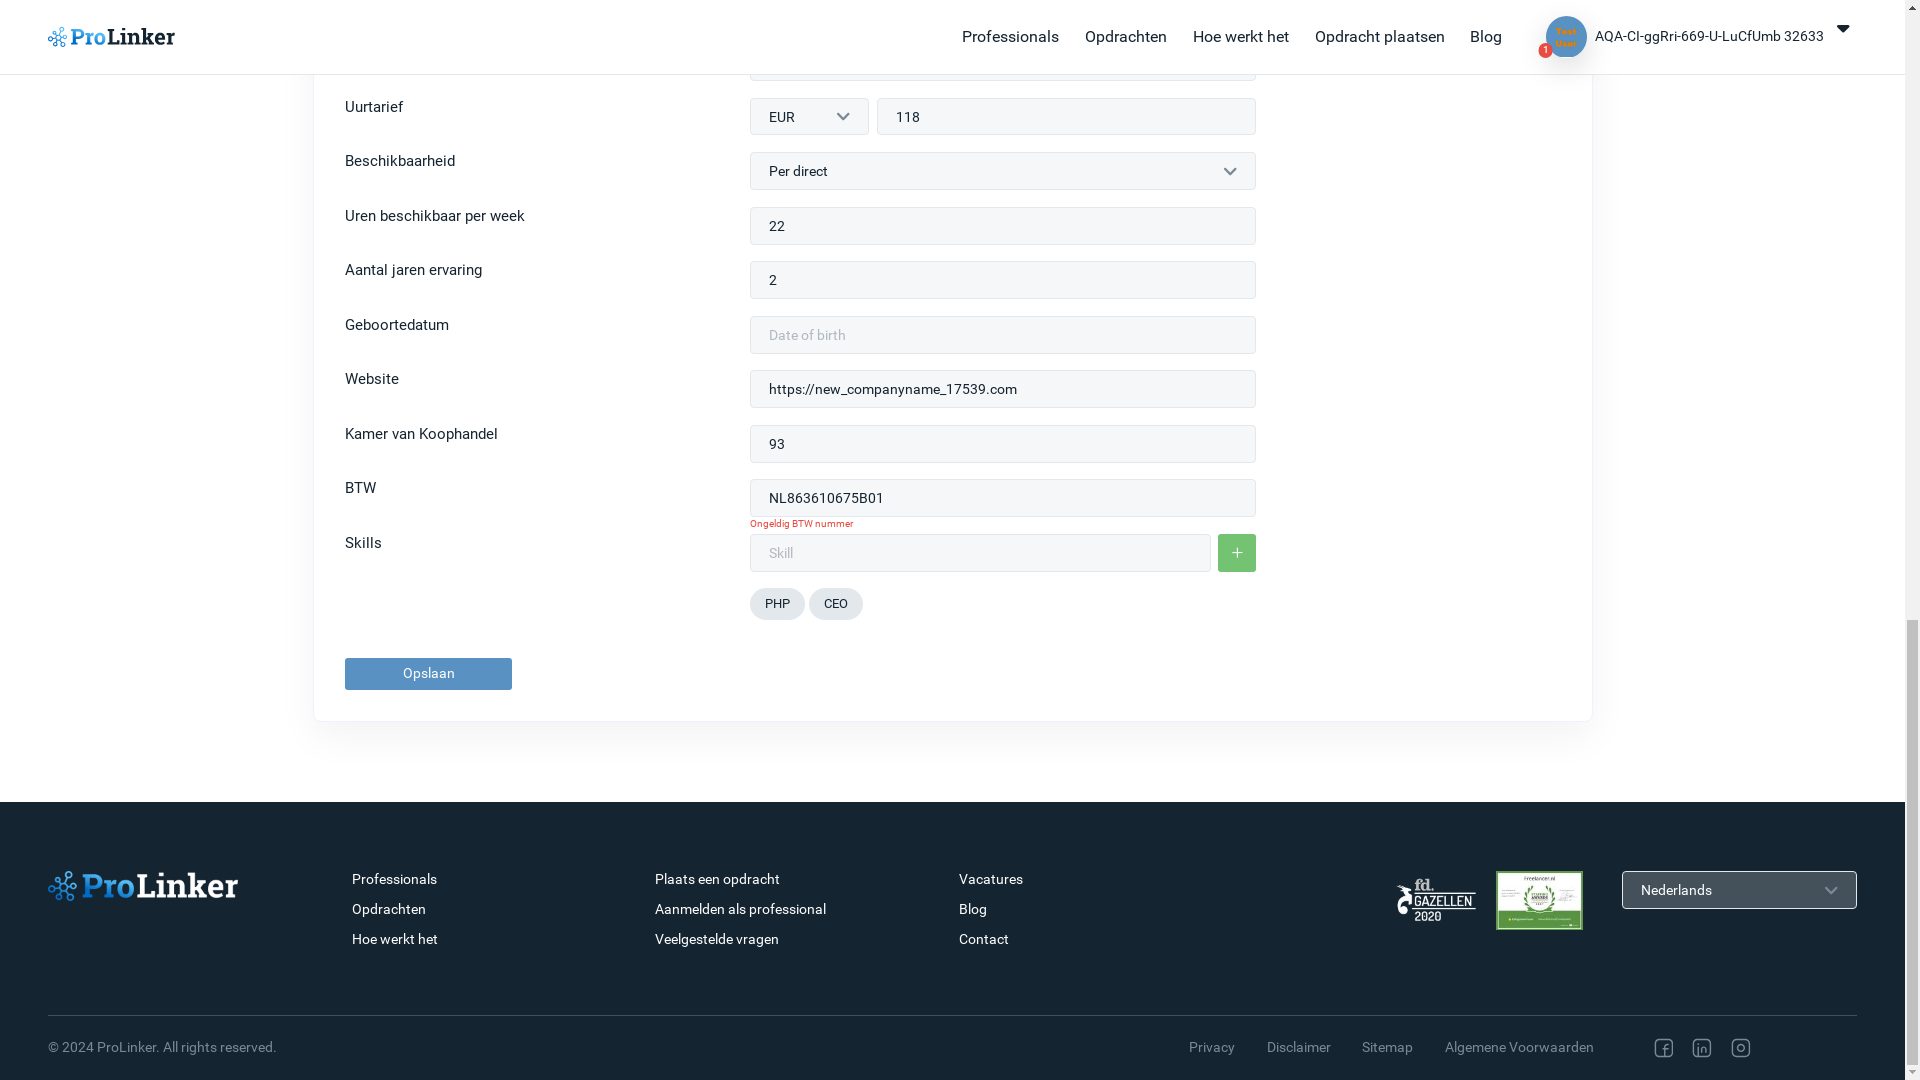 ProLinker
Professionals
Opdrachten
Hoe werkt het
Opdracht plaatsen
Blog
1
AQA-CI-ggRri-669-U-LuCfUmb 32633
Uurtarief
EUR
118
Beschikbaarheid
Per direct
Uren beschikbaar per week
22
Aantal jaren ervaring
2
Geboortedatum
Date of birth
Website
https://new_companyname_17539.com
Kamer van Koophandel
93
BTW
NL863610675B01
Ongeldig BTW nummer
Skills
Skill
+
PHP
CEO
Opslaan
ProLinker
Professionals
Opdrachten
Hoe werkt het
Plaats een opdracht
Aanmelden als professional
Veelgestelde vragen
Vacatures
Blog
Contact
fd.
GAZELLEN
2020
Freelancer.nl
Nederlands
© 2024 ProLinker. All rights reserved.
Privacy
Disclaimer
Sitemap
Algemene Voorwaarden